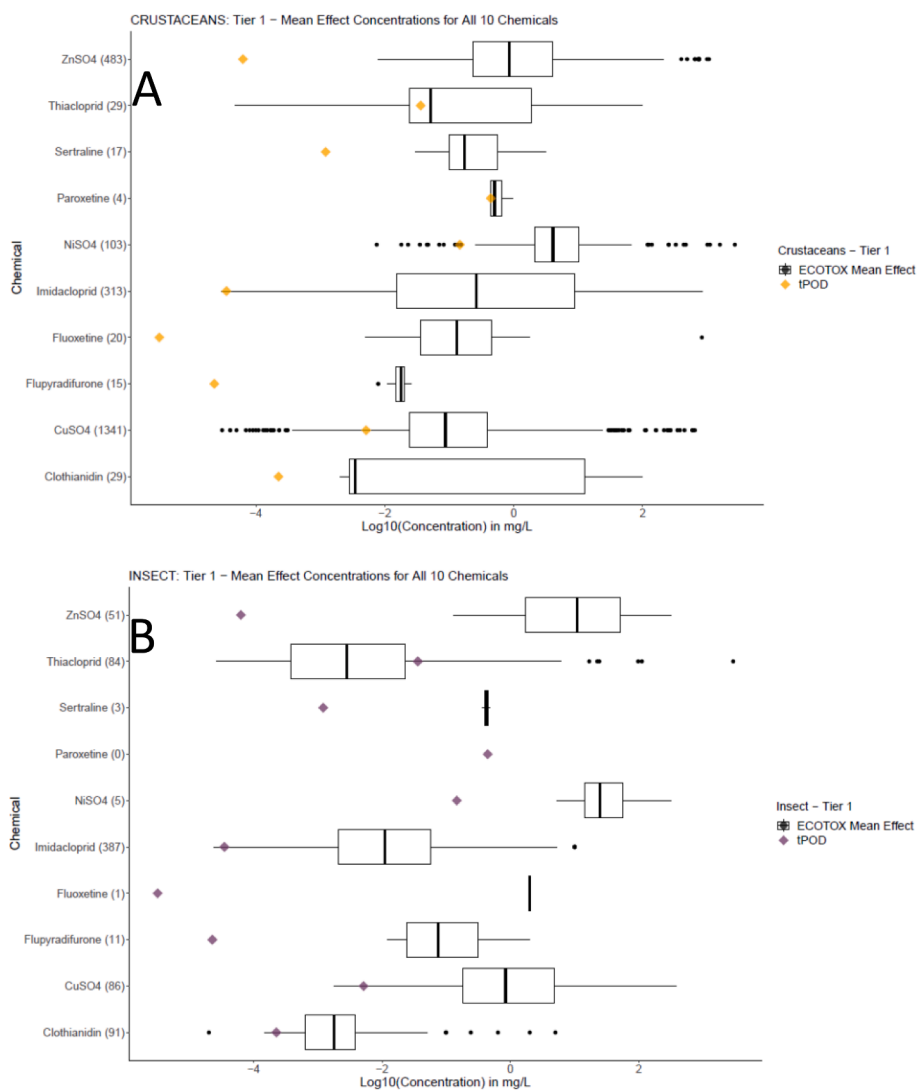 CRUSTACEANS: Tier 1 − Mean Effect Concentrations for All 10 Chemicals
A
ZnSO4 (483)
Thiacloprid (29)
Sertraline (17)
Paroxetine (4)
NiSO4 (103)
Imidacloprid (313)
Fluoxetine (20)
Flupyradifurone (15)
CuSO4 (1341)
Clothianidin (29)
Chemical
−4 −2 0 2
Log10(Concentration) in mg/L
Crustaceans − Tier 1
ECOTOX Mean Effect
tPOD
INSECT: Tier 1 − Mean Effect Concentrations for All 10 Chemicals
B
ZnSO4 (51)
Thiacloprid (84)
Sertraline (3)
Paroxetine (0)
NiSO4 (5)
Imidacloprid (387)
Fluoxetine (1)
Flupyradifurone (11)
CuSO4 (86)
Clothianidin (91)
Chemical
−4 −2 0 2
Log10(Concentration) in mg/L
Insect − Tier 1
ECOTOX Mean Effect
tPOD